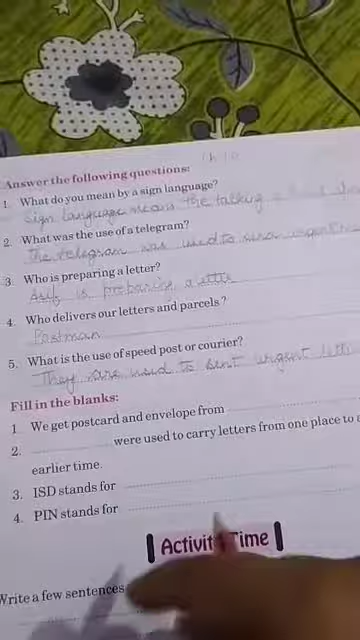 Answer the following questions:
1. What do you mean by a sign language?
Sign language means the talking
2. What was the use of a telegram?
The telegram was used to
3. Who is preparing a letter?
Asif is preparing a letter
4. Who delivers our letters and parcels?
Postman
5. What is the use of speed post or courier?
They are used to sent urgent
Fill in the blanks:
1. We get postcard and envelope from
2. were used to carry letters from one place to
earlier time.
3. ISD stands for
4. PIN stands for
Activity Time
Write a few sentences